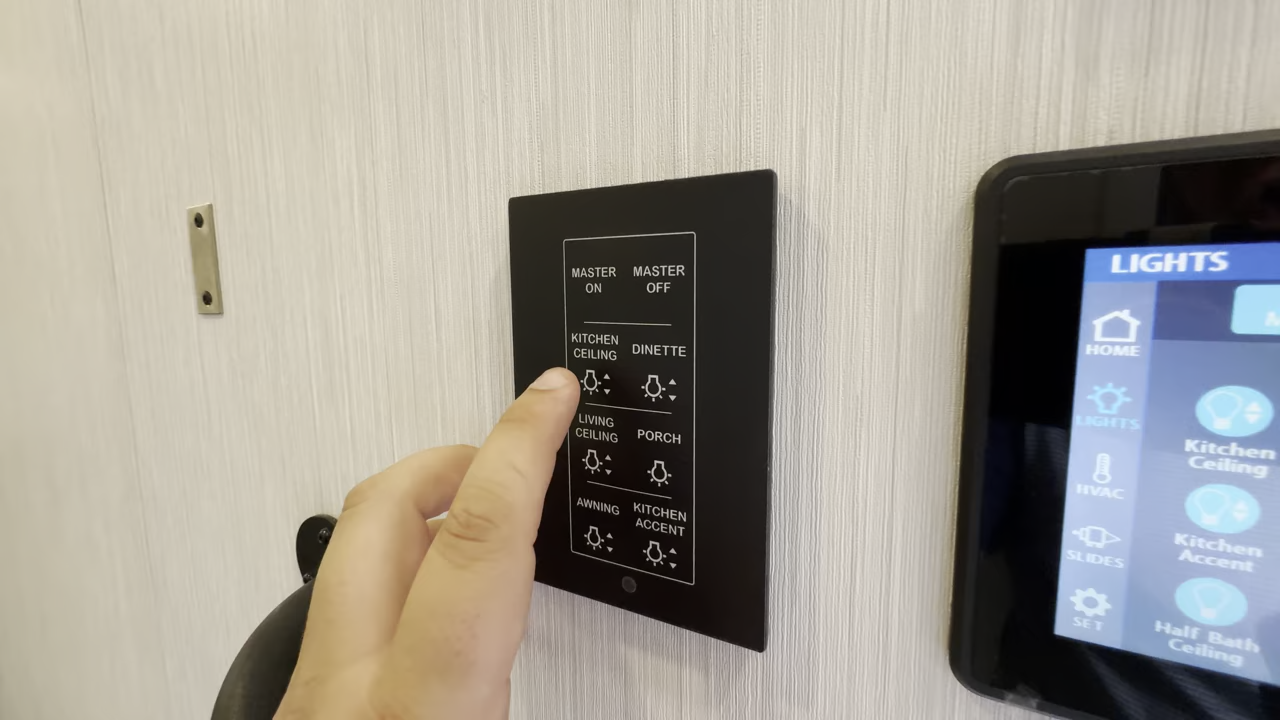 MASTER
ON
MASTER
OFF
KITCHEN
CEILING
DINETTE
LIVING
CEILING
PORCH
AWNING
KITCHEN
ACCENT
LIGHTS
HOME
LIGHTS
HVAC
SLIDES
SET
Kitchen
Ceiling
Kitchen
Accent
Half Bath
Ceiling